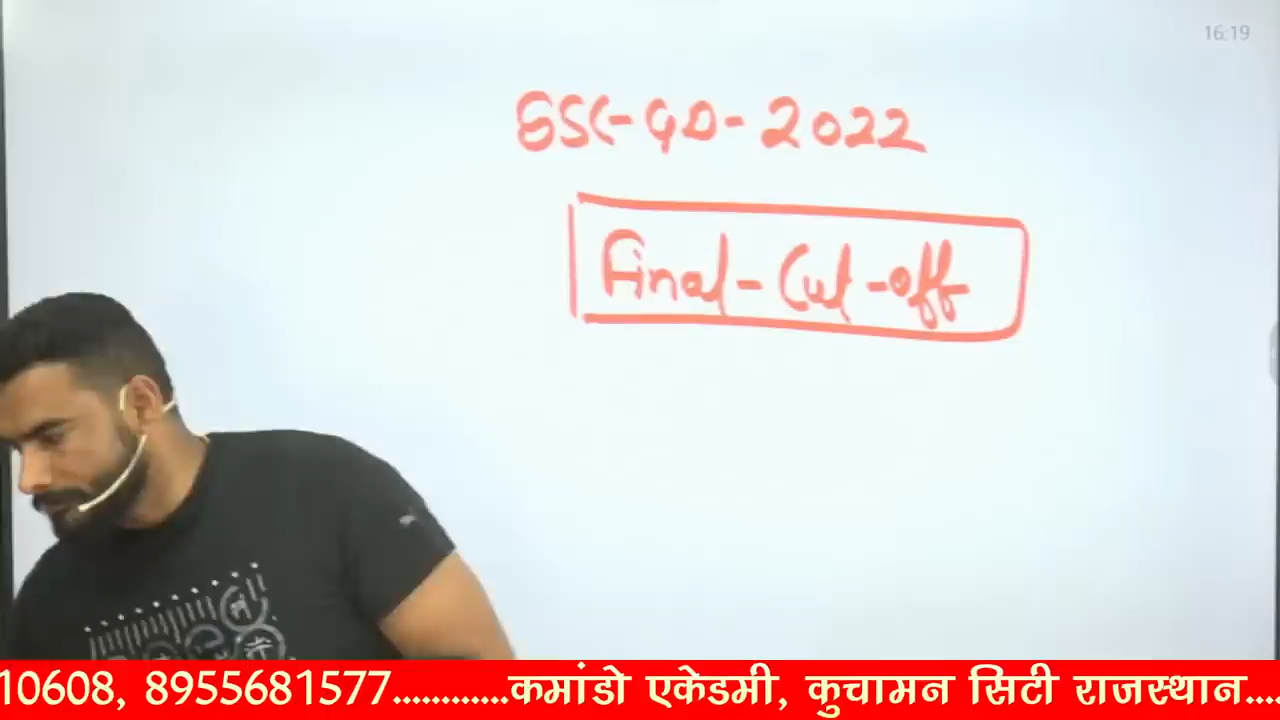 16:19
SSC-GD-2022
Final-Cut-off
10608, 8955681577............कमांडो एकेडमी, कुचामन सिटी राजस्थान....